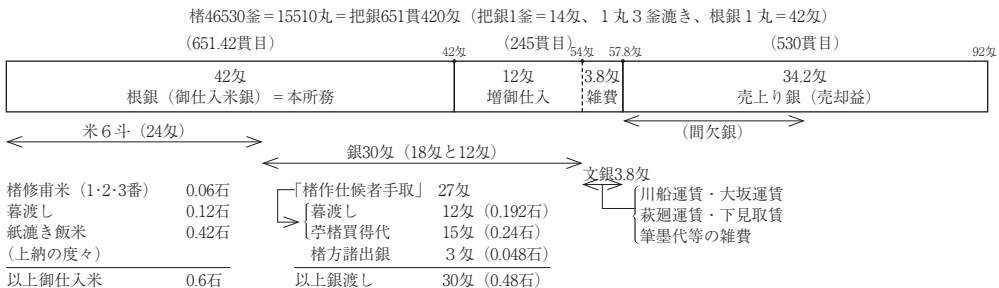 楮46530釜＝15510丸＝把銀651貫420匁（把銀1釜＝14匁、１丸３釜漉き、根銀１丸＝42匁）
(651.42貫目)
(245貫目)
(530貫目)
42匁
54匁
57.8匁
92匁
42匁
根銀（御仕入米銀）＝本所務
12匁
増御仕入
3.8匁
雑費
34.2匁
売上り銀（売却益）
米６斗（24匁）
銀30匁（18匁と12匁）
(間欠銀)
文銀3.8匁
楮修甫米（1･2･3番） 0.06石
暮渡し 0.12石
紙漉き飯米 0.42石
(上納の度々)
以上御仕入米 0.6石
「楮作仕候者手取」 27匁
暮渡し 12匁（0.192石）
苧楮買得代 15匁（0.24石）
楮方諸出銀 ３匁（0.048石）
以上銀渡し 30匁（0.48石）
川船運賃・大坂運賃
萩廻運賃・下見取賃
筆墨代等の雑費